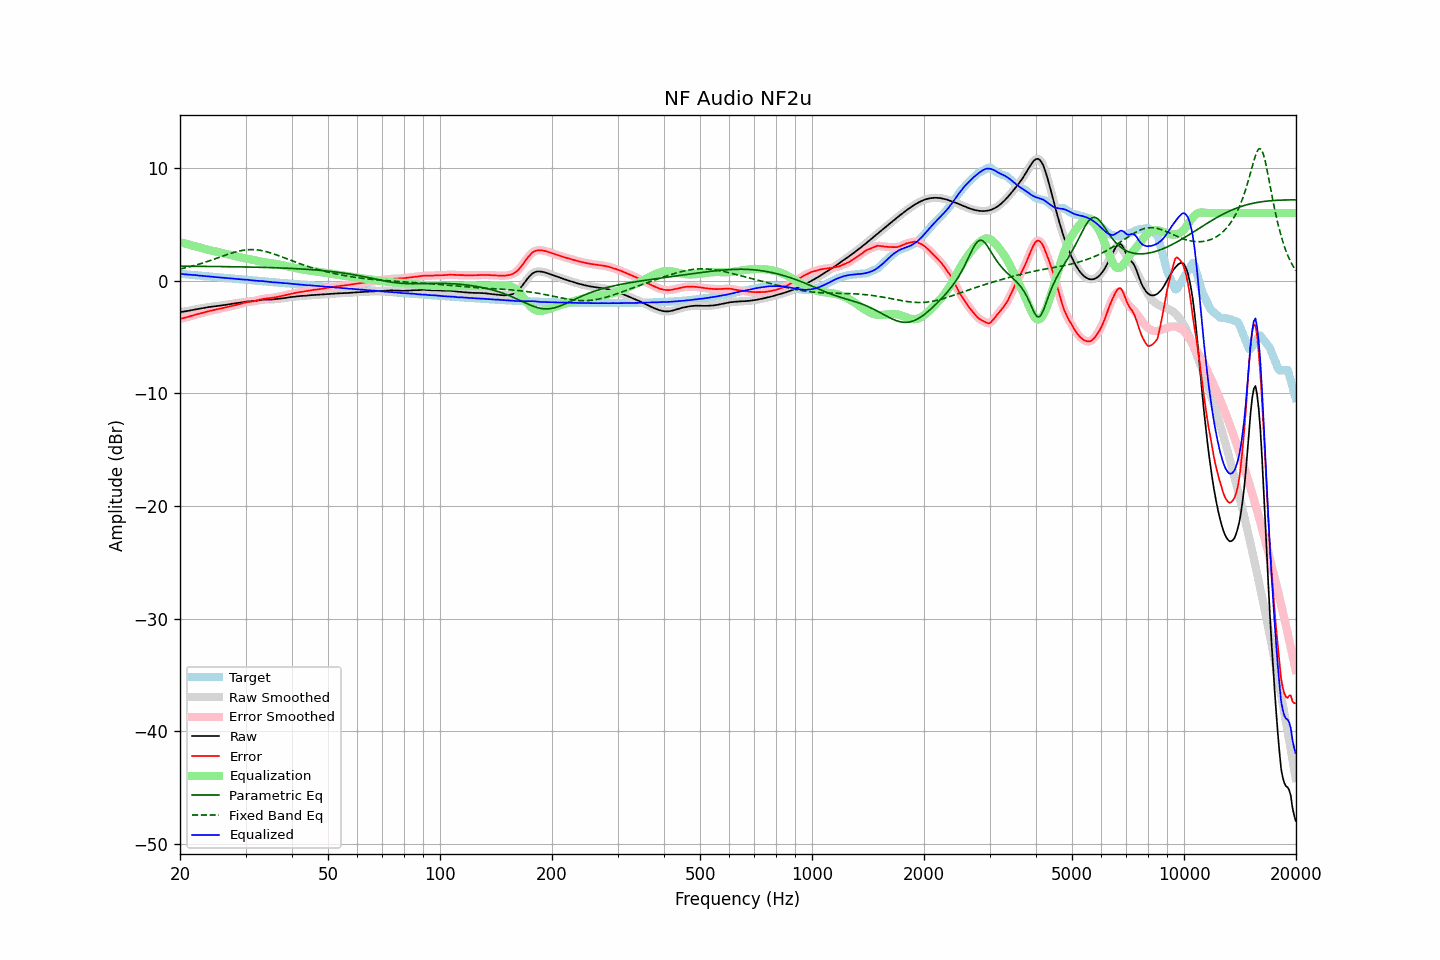 NF Audio NF2u
10
0
−10
−20
−30
−40
−50
Amplitude (dBr)
Target
Raw Smoothed
Error Smoothed
Raw
Error
Equalization
Parametric Eq
Fixed Band Eq
Equalized
20 50 100 200 500 1000 2000 5000 10000 20000
Frequency (Hz)